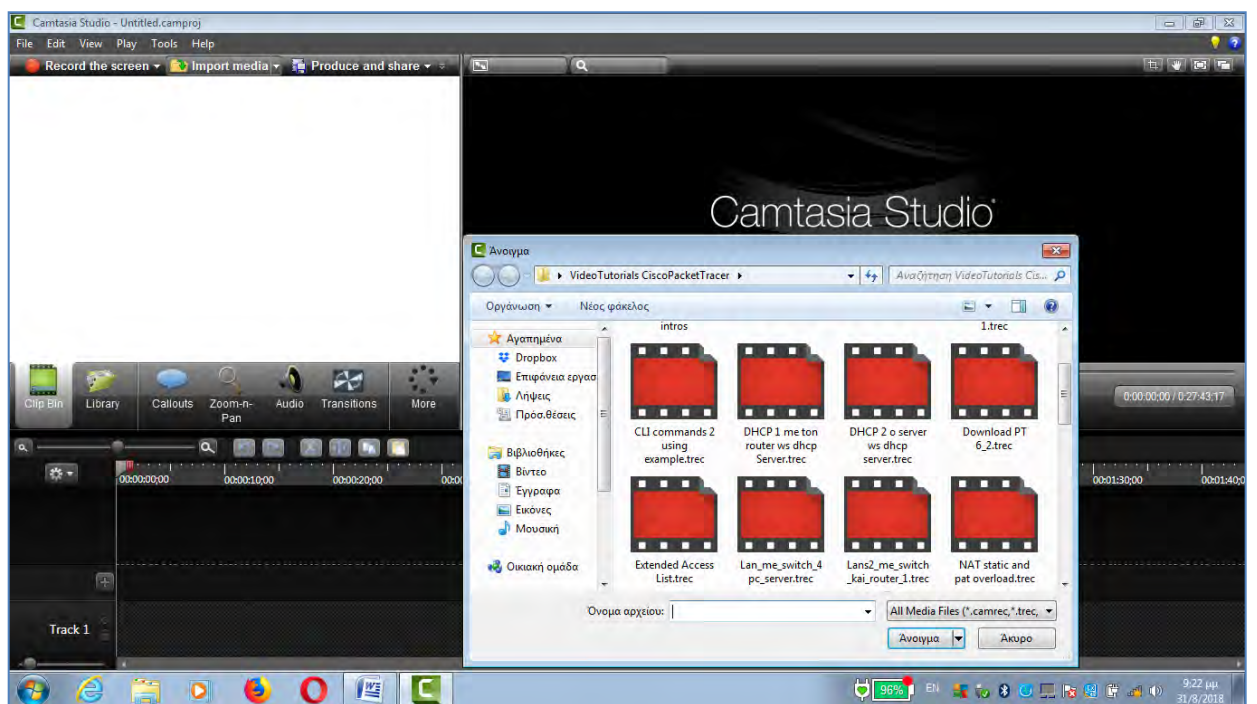 Camtasia Studio - Untitled.camproj
File Edit View Play Tools Help
Record the screen Import media Produce and share
Camtasia Studio
Άνοιγμα
VideoTutorials CiscoPacketTracer
Αναζήτηση VideoTutorials Cis...
Οργάνωση Νέος φάκελος
Αγαπημένα
Dropbox
Επιφάνεια εργασ
Λήψεις
Πρόσ.θέσεις
Βιβλιοθήκες
Βίντεο
Έγγραφα
Εικόνες
Μουσική
Οικιακή ομάδα
intros
1.trec
CLI commands 2 using example.trec
DHCP 1 me ton router ws dhcp Server.trec
DHCP 2 o server ws dhcp server.trec
Download PT 6_2.trec
Extended Access List.trec
Lan_me_switch_4 pc_server.trec
Lans2_me_switch _kai_router_1.trec
NAT static and pat overload.trec
Όνομα αρχείου:
All Media Files (*.camrec,*.trec,
Άνοιγμα Άκυρο
Clip Bin Library Callouts Zoom-n-Pan Audio Transitions More
0:00:00;00 / 0:27:43;17
00:00:00;00 00:00:10;00 00:00:20;00 00:01:30;00
Track 1
96% EN 9:22 μμ
31/8/2018